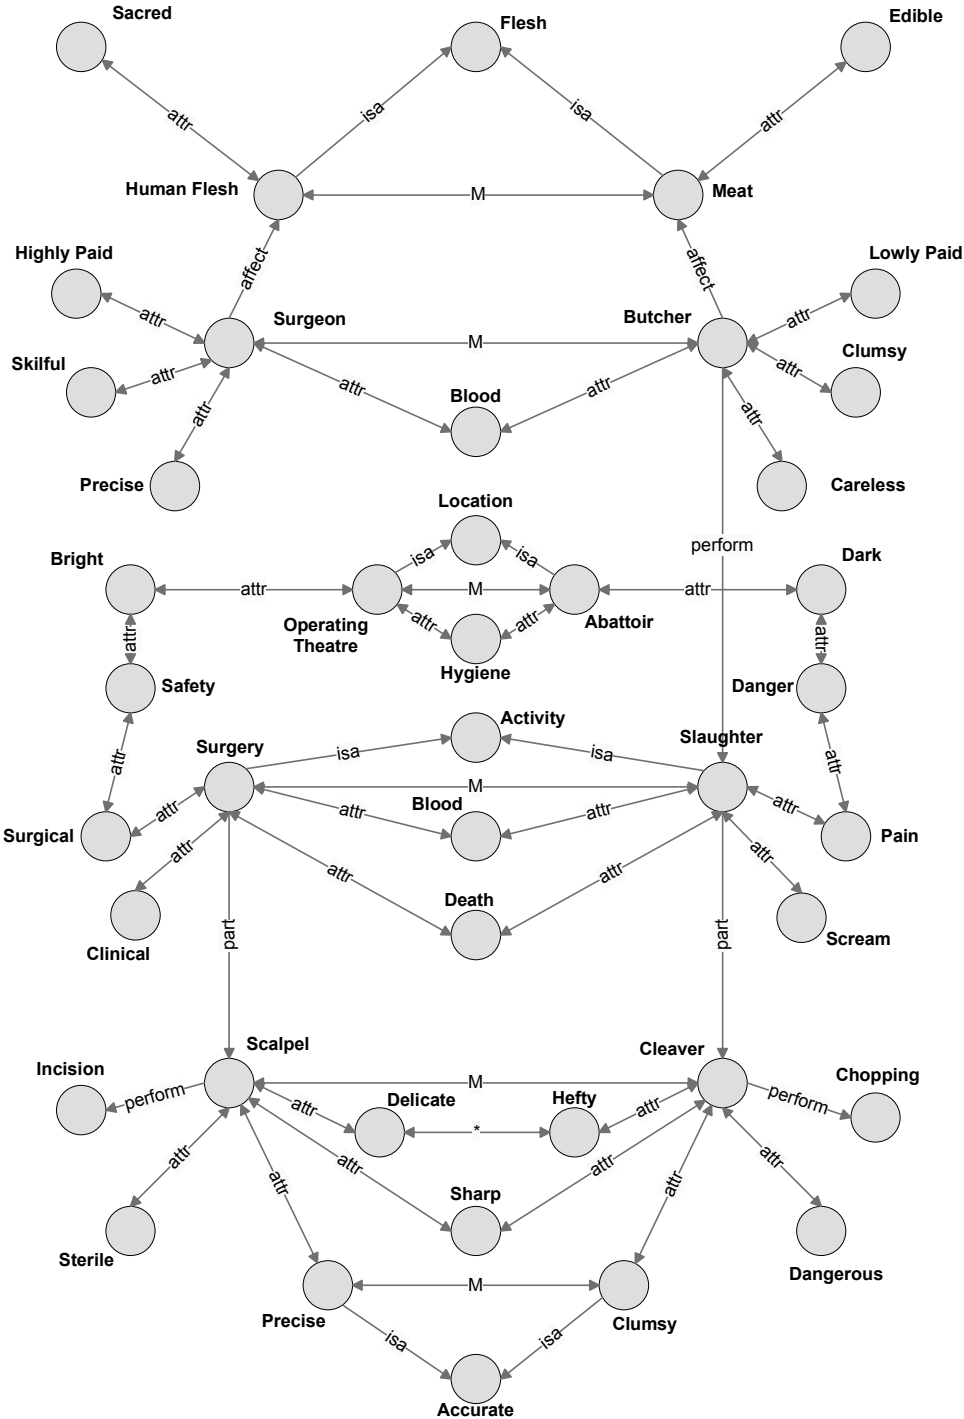 Sacred
Flesh
Edible
attr
isa
isa
attr
Human Flesh
M
Meat
Highly Paid
affect
affect
Lowly Paid
attr
Surgeon
Butcher
attr
Skilful
attr
M
attr
Clumsy
attr
Blood
attr
attr
attr
Precise
Careless
Location
Bright
isa
isa
perform
Dark
attr
M
attr
attr
Operating
Theatre
attr
attr
Abattoir
attr
Hygiene
Safety
Danger
attr
Surgery
isa
Activity
isa
Slaughter
attr
M
Surgical
attr
attr
Blood
attr
attr
Pain
attr
attr
Death
attr
attr
Clinical
part
part
Scream
Incision
Scalpel
Cleaver
Chopping
perform
M
perform
attr
Delicate
*
Hefty
attr
attr
attr
Sharp
attr
attr
attr
attr
Sterile
Dangerous
M
Precise
Clumsy
isa
isa
Accurate